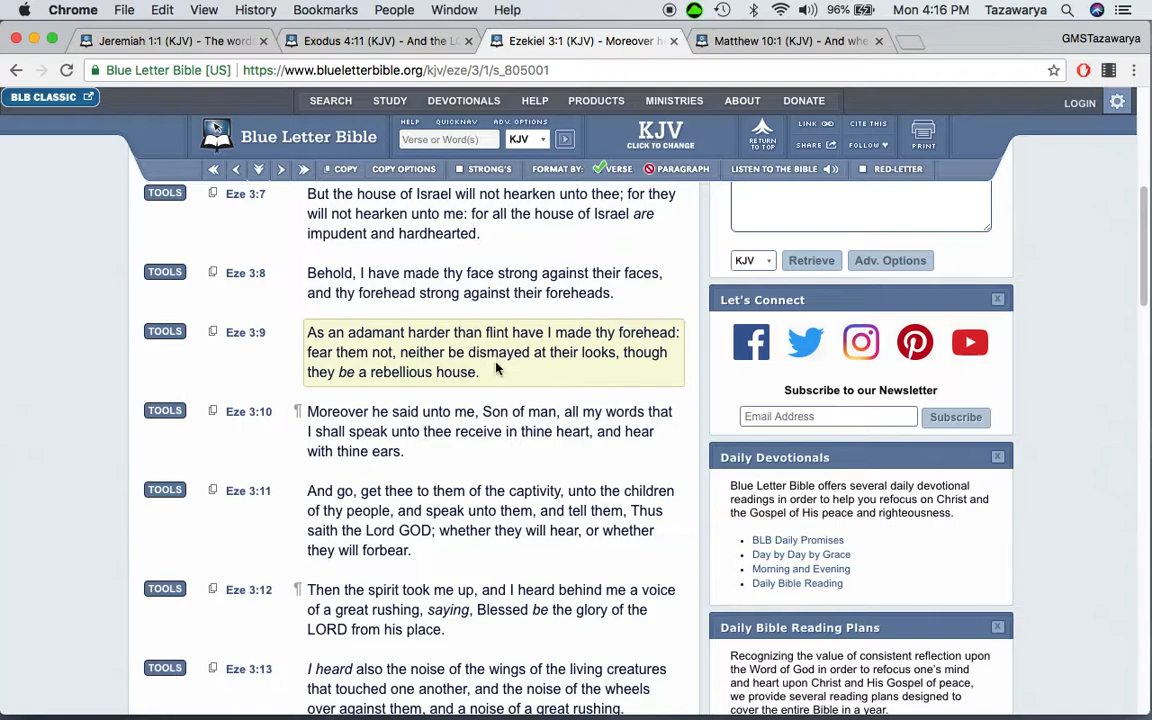 Chrome File Edit View History Bookmarks People Window Help 96% Mon 4:16 PM Tazawarya
Jeremiah 1:1 (KJV) - The words × Exodus 4:11 (KJV) - And the LO × Ezekiel 3:1 (KJV) - Moreover h × Matthew 10:1 (KJV) - And whe × GMSTazawarya
Blue Letter Bible [US] https://www.blueletterbible.org/kjv/eze/3/1/s_805001
BLB CLASSIC
SEARCH STUDY DEVOTIONALS HELP PRODUCTS MINISTRIES ABOUT DONATE LOGIN
Blue Letter Bible
HELP QUICKNAV ADV. OPTIONS
Verse or Word(s) KJV
KJV
CLICK TO CHANGE
RETURN
TO TOP
LINK CITE THIS
SHARE FOLLOW
PRINT
COPY COPY OPTIONS STRONG'S FORMAT BY: VERSE PARAGRAPH LISTEN TO THE BIBLE RED-LETTER
TOOLS Eze 3:7 But the house of Israel will not hearken unto thee; for they
will not hearken unto me: for all the house of Israel are
impudent and hardhearted.
TOOLS Eze 3:8 Behold, I have made thy face strong against their faces,
and thy forehead strong against their foreheads.
TOOLS Eze 3:9 As an adamant harder than flint have I made thy forehead:
fear them not, neither be dismayed at their looks, though
they be a rebellious house.
TOOLS Eze 3:10 ¶ Moreover he said unto me, Son of man, all my words that
I shall speak unto thee receive in thine heart, and hear
with thine ears.
TOOLS Eze 3:11 And go, get thee to them of the captivity, unto the children
of thy people, and speak unto them, and tell them, Thus
saith the Lord GOD; whether they will hear, or whether
they will forbear.
TOOLS Eze 3:12 ¶ Then the spirit took me up, and I heard behind me a voice
of a great rushing, saying, Blessed be the glory of the
LORD from his place.
TOOLS Eze 3:13 I heard also the noise of the wings of the living creatures
that touched one another, and the noise of the wheels
over against them, and a noise of a great rushing.
KJV Retrieve Adv. Options
Let's Connect x
Subscribe to our Newsletter
Email Address Subscribe
Daily Devotionals x
Blue Letter Bible offers several daily devotional
readings in order to help you refocus on Christ and
the Gospel of His peace and righteousness.
• BLB Daily Promises
• Day by Day by Grace
• Morning and Evening
• Daily Bible Reading
Daily Bible Reading Plans x
Recognizing the value of consistent reflection upon
the Word of God in order to refocus one's mind
and heart upon Christ and His Gospel of peace,
we provide several reading plans designed to
cover the entire Bible in a year.